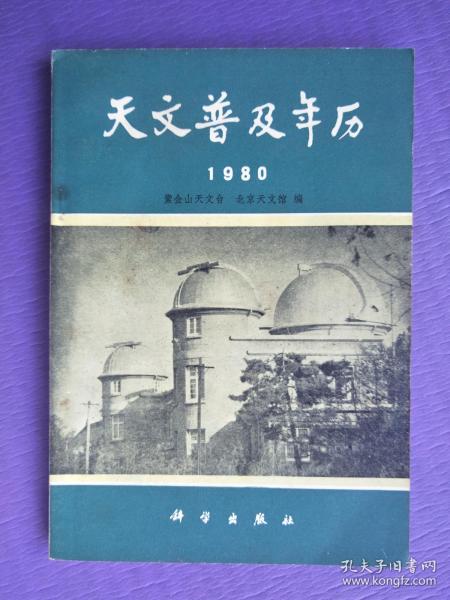 天文普及年历
1980
紫金山天文台 北京天文馆 编
科学出版社
孔夫子旧书网
www.kongfz.com